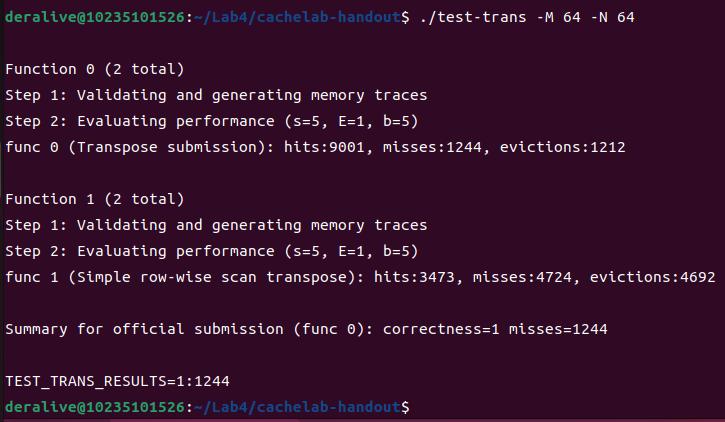 deralive@10235101526:~/Lab4/cachelab-handout$ ./test-trans -M 64 -N 64
Function 0 (2 total)
Step 1: Validating and generating memory traces
Step 2: Evaluating performance (s=5, E=1, b=5)
func 0 (Transpose submission): hits:9001, misses:1244, evictions:1212
Function 1 (2 total)
Step 1: Validating and generating memory traces
Step 2: Evaluating performance (s=5, E=1, b=5)
func 1 (Simple row-wise scan transpose): hits:3473, misses:4724, evictions:4692
Summary for official submission (func 0): correctness=1 misses=1244
TEST_TRANS_RESULTS=1:1244
deralive@10235101526:~/Lab4/cachelab-handout$